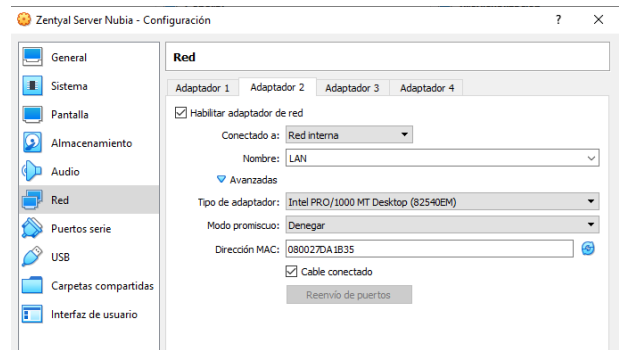 Zentyal Server Nubia - Configuración ? ×
General
Sistema
Pantalla
Almacenamiento
Audio
Red
Puertos serie
USB
Carpetas compartidas
Interfaz de usuario
Red
Adaptador 1 Adaptador 2 Adaptador 3 Adaptador 4
Habilitar adaptador de red
Conectado a: Red interna
Nombre: LAN
Avanzadas
Tipo de adaptador: Intel PRO/1000 MT Desktop (82540EM)
Modo promiscuo: Denegar
Dirección MAC: 080027DA1B35
Cable conectado
Reenvío de puertos